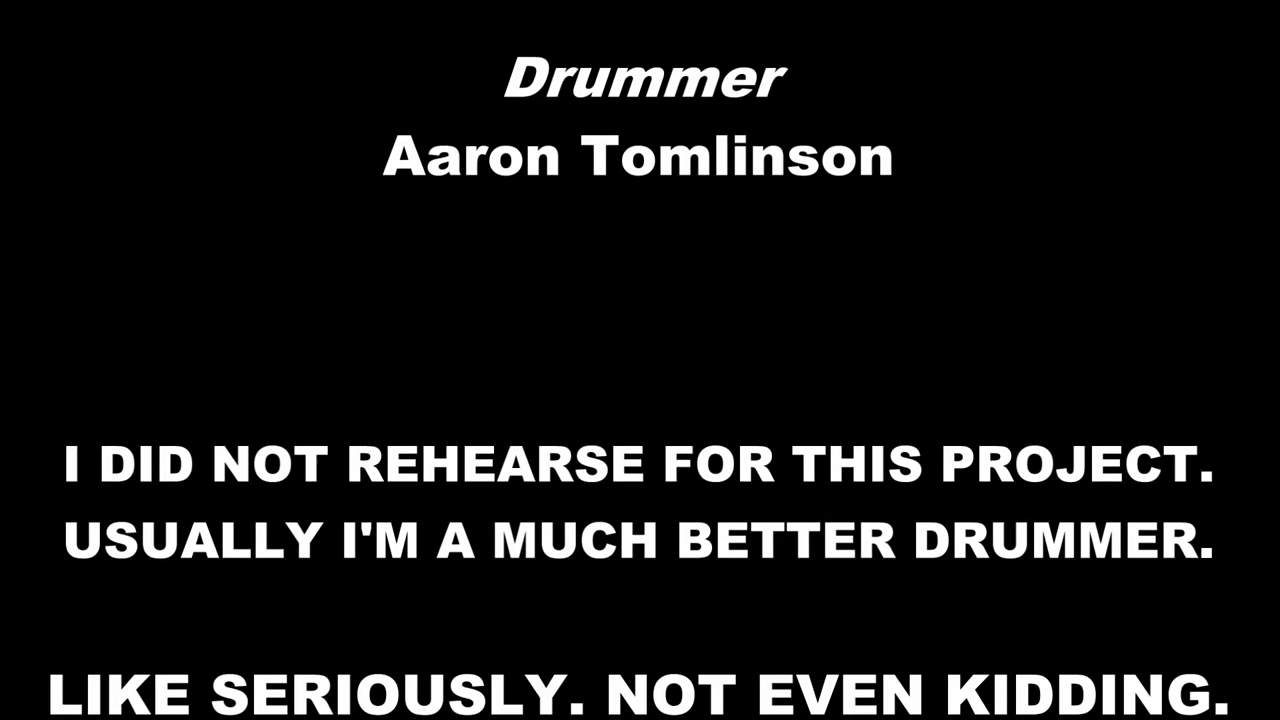 Drummer
Aaron Tomlinson
I DID NOT REHEARSE FOR THIS PROJECT.
USUALLY I'M A MUCH BETTER DRUMMER.
LIKE SERIOUSLY. NOT EVEN KIDDING.